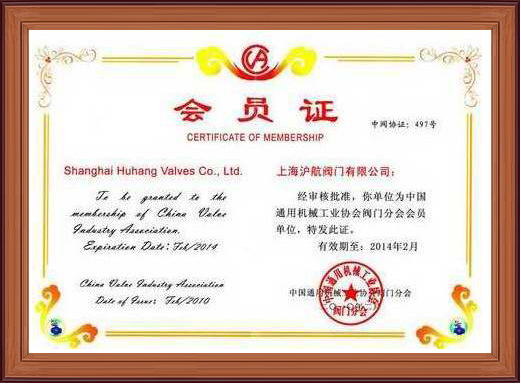 会员证
CERTIFICATE OF MEMBERSHIP
中阀协证：497号
Shanghai Huhang Valves Co., Ltd.
To be granted to the
membership of China Valve
Industry Association.
Expiration Date: Feb/2014
China Valve Industry Association
Date of Issue: Feb/2010
上海沪航阀门有限公司：
经审核批准，你单位为中国
通用机械工业协会阀门分会会员
单位，特发此证。
有效期至：2014年2月
中国通用机械工业协会阀门分会
中国通用机械工业协会
阀门分会